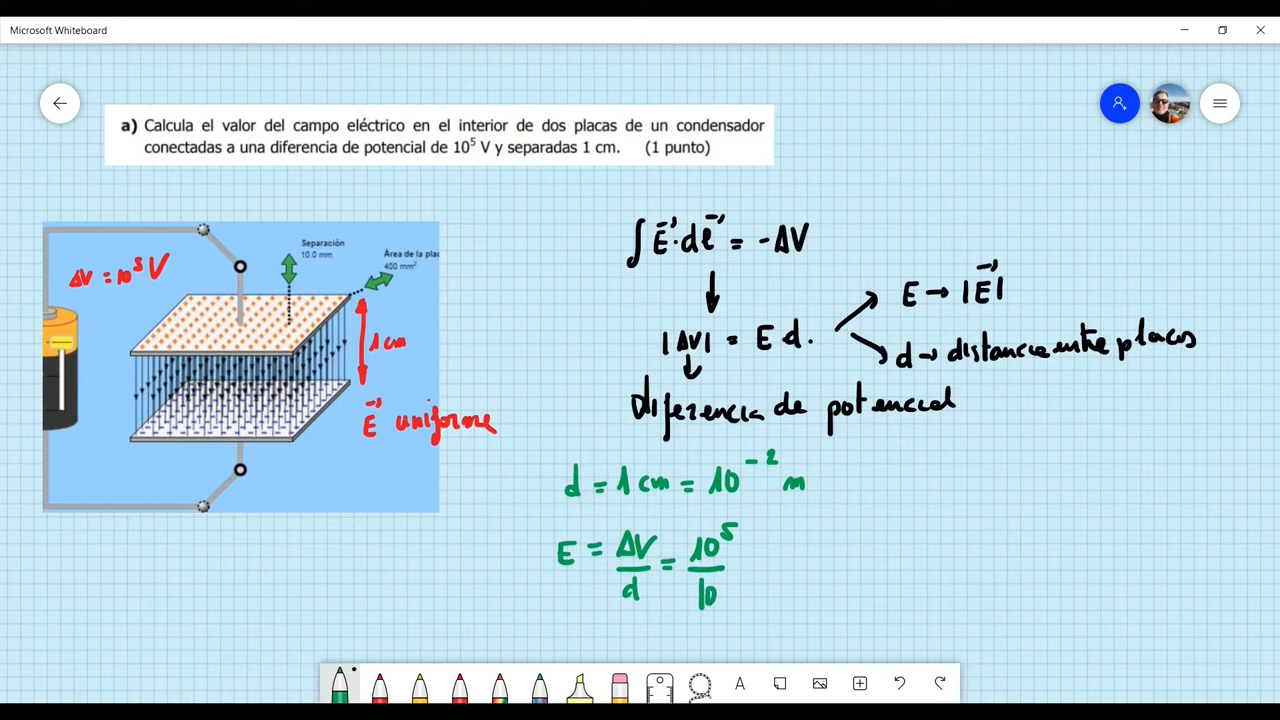 Microsoft Whiteboard
a) Calcula el valor del campo eléctrico en el interior de dos placas de un condensador
conectadas a una diferencia de potencial de 10⁵ V y separadas 1 cm. (1 punto)
Separación
10.0 mm
Área de la plac
400 mm²
ΔV = 10⁵ V
1 cm
E⃗ uniforme
∫ E⃗ · dl⃗ = -ΔV
|ΔV| = E d.
E → |E⃗|
d → distancia entre placas
diferencia de potencial
d = 1 cm = 10⁻² m
E = ΔV/d = 10⁵/10
A